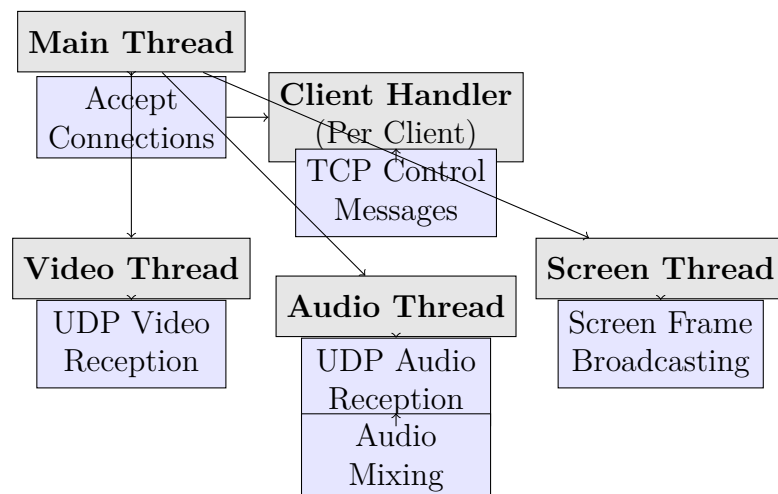 Main Thread
Accept
Connections
Client Handler
(Per Client)
TCP Control
Messages
Video Thread
UDP Video
Reception
Audio Thread
UDP Audio
Reception
Audio
Mixing
Screen Thread
Screen Frame
Broadcasting